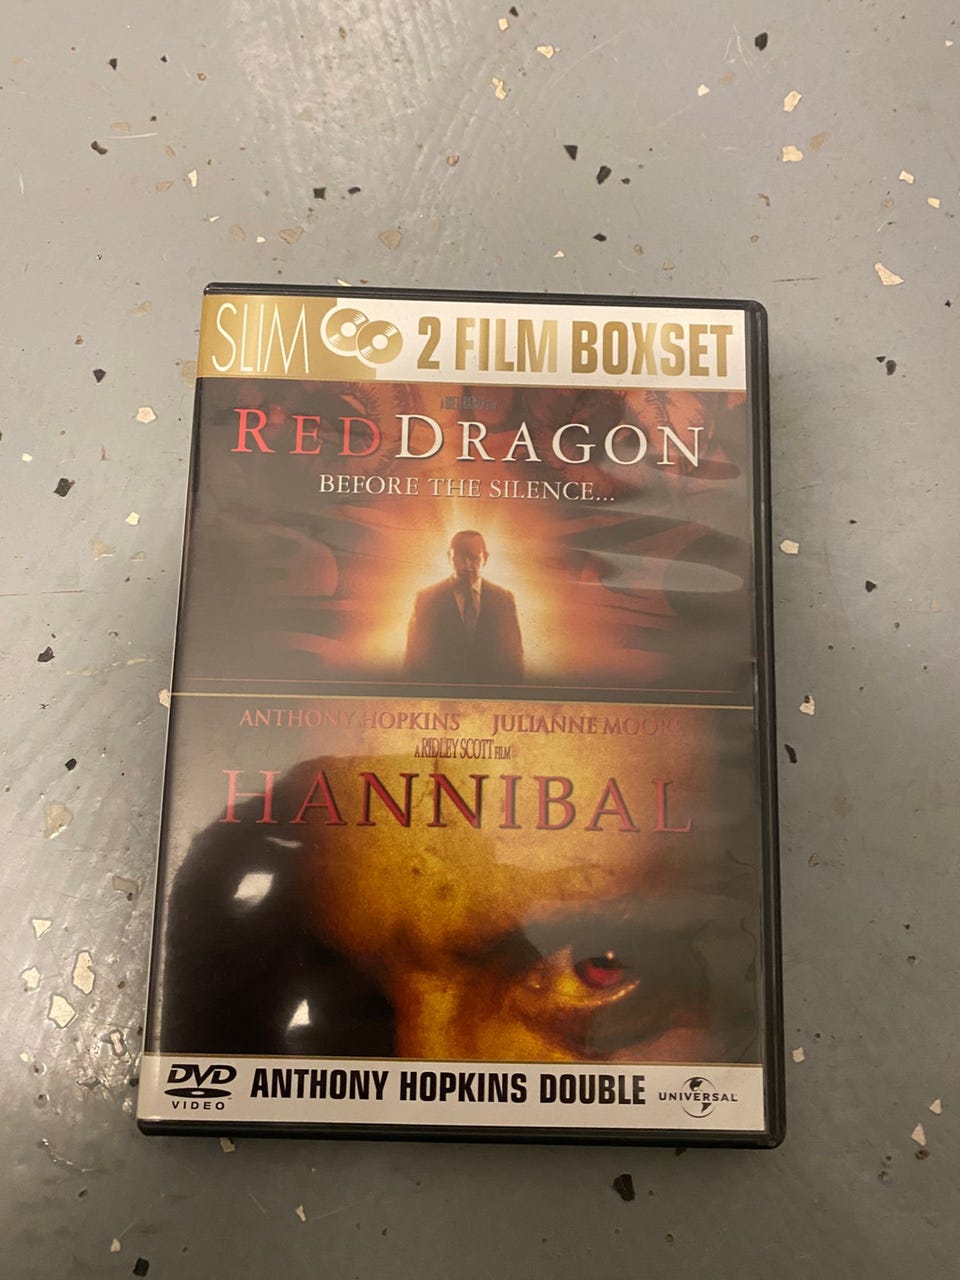 SLIM 2 FILM BOXSET
RED DRAGON
BEFORE THE SILENCE...
ANTHONY HOPKINS JULIANNE MOORE
A RIDLEY SCOTT FILM
HANNIBAL
DVD
VIDEO
ANTHONY HOPKINS DOUBLE
UNIVERSAL